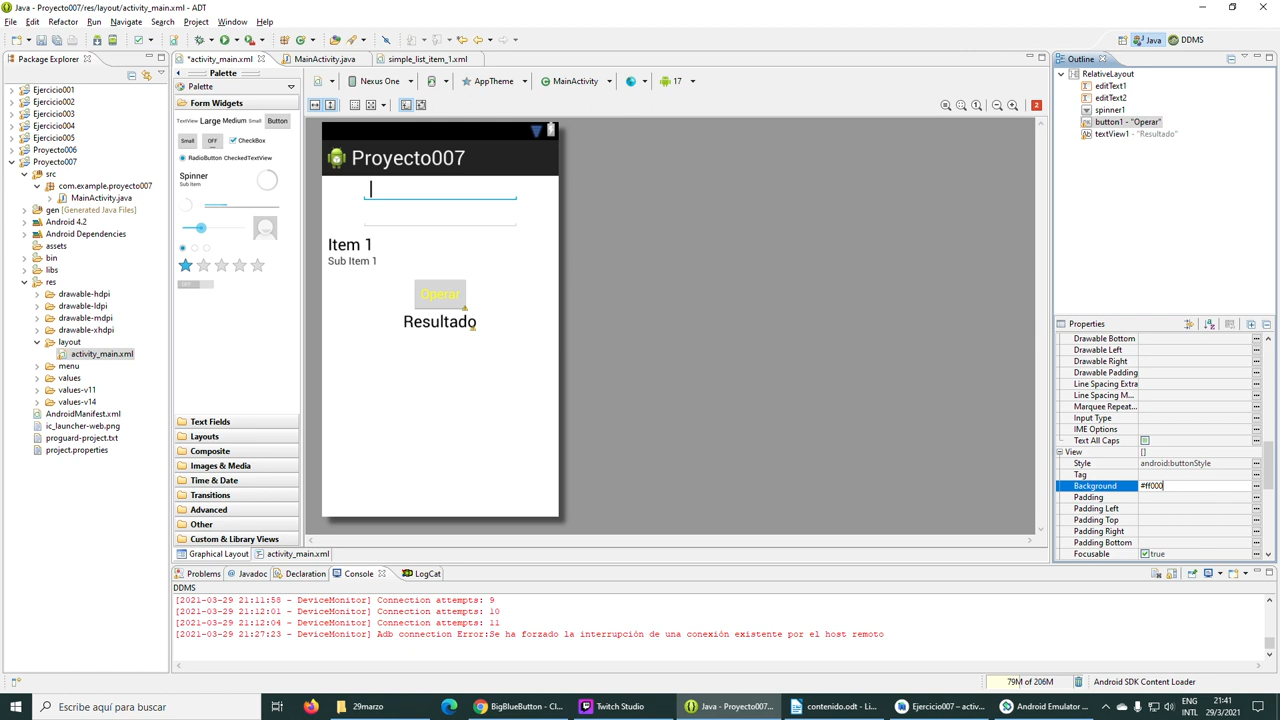 Java - Proyecto007/res/layout/activity_main.xml - ADT
File Edit Refactor Run Navigate Search Project Window Help
Java DDMS
Package Explorer
Ejercicio001
Ejercicio002
Ejercicio003
Ejercicio004
Ejercicio005
Proyecto006
Proyecto007
src
com.example.proyecto007
MainActivity.java
gen [Generated Java Files]
Android 4.2
Android Dependencies
assets
bin
libs
res
drawable-hdpi
drawable-ldpi
drawable-mdpi
drawable-xhdpi
layout
activity_main.xml
menu
values
values-v11
values-v14
AndroidManifest.xml
ic_launcher-web.png
proguard-project.txt
project.properties
*activity_main.xml MainActivity.java simple_list_item_1.xml
Palette
Palette
Form Widgets
TextView Large Medium Small Button
Small OFF CheckBox
RadioButton CheckedTextView
Spinner
Sub Item
OFF
Text Fields
Layouts
Composite
Images & Media
Time & Date
Transitions
Advanced
Other
Custom & Library Views
Graphical Layout activity_main.xml
Nexus One AppTheme MainActivity 17
2
Proyecto007
Item 1
Sub Item 1
Operar
Resultado
Outline
RelativeLayout
editText1
editText2
spinner1
button1 - "Operar"
textView1 - "Resultado"
Properties
Drawable Bottom
Drawable Left
Drawable Right
Drawable Padding
Line Spacing Extra
Line Spacing M...
Marquee Repeat...
Input Type
IME Options
Text All Caps
View []
Style android:buttonStyle
Tag
Background #ff000
Padding
Padding Left
Padding Top
Padding Right
Padding Bottom
Focusable true
Problems Javadoc Declaration Console LogCat
DDMS
[2021-03-29 21:11:58 - DeviceMonitor] Connection attempts: 9
[2021-03-29 21:12:01 - DeviceMonitor] Connection attempts: 10
[2021-03-29 21:12:04 - DeviceMonitor] Connection attempts: 11
[2021-03-29 21:27:23 - DeviceMonitor] Adb connection Error:Se ha forzado la interrupción de una conexión existente por el host remoto
79M of 206M Android SDK Content Loader
Escribe aquí para buscar
29marzo
BigBlueButton - Cl...
Twitch Studio
Java - Proyecto007...
contenido.odt - Li...
Ejercicio007 – activ...
Android Emulator ...
INTL
ENG
21:41
29/3/2021